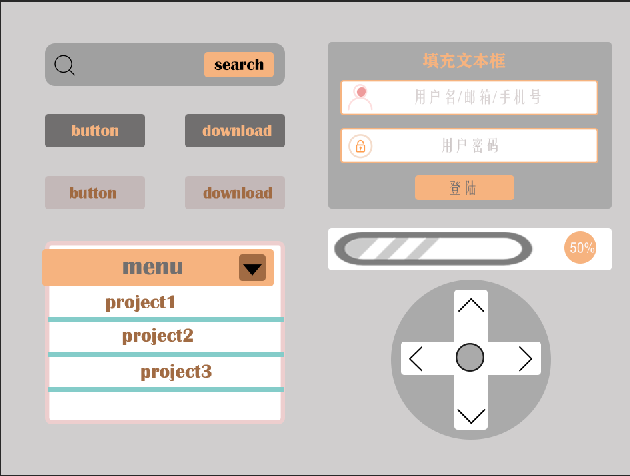 search
button
download
button
download
menu
project1
project2
project3
填充文本框
用户名/邮箱/手机号
用户密码
登陆
50%